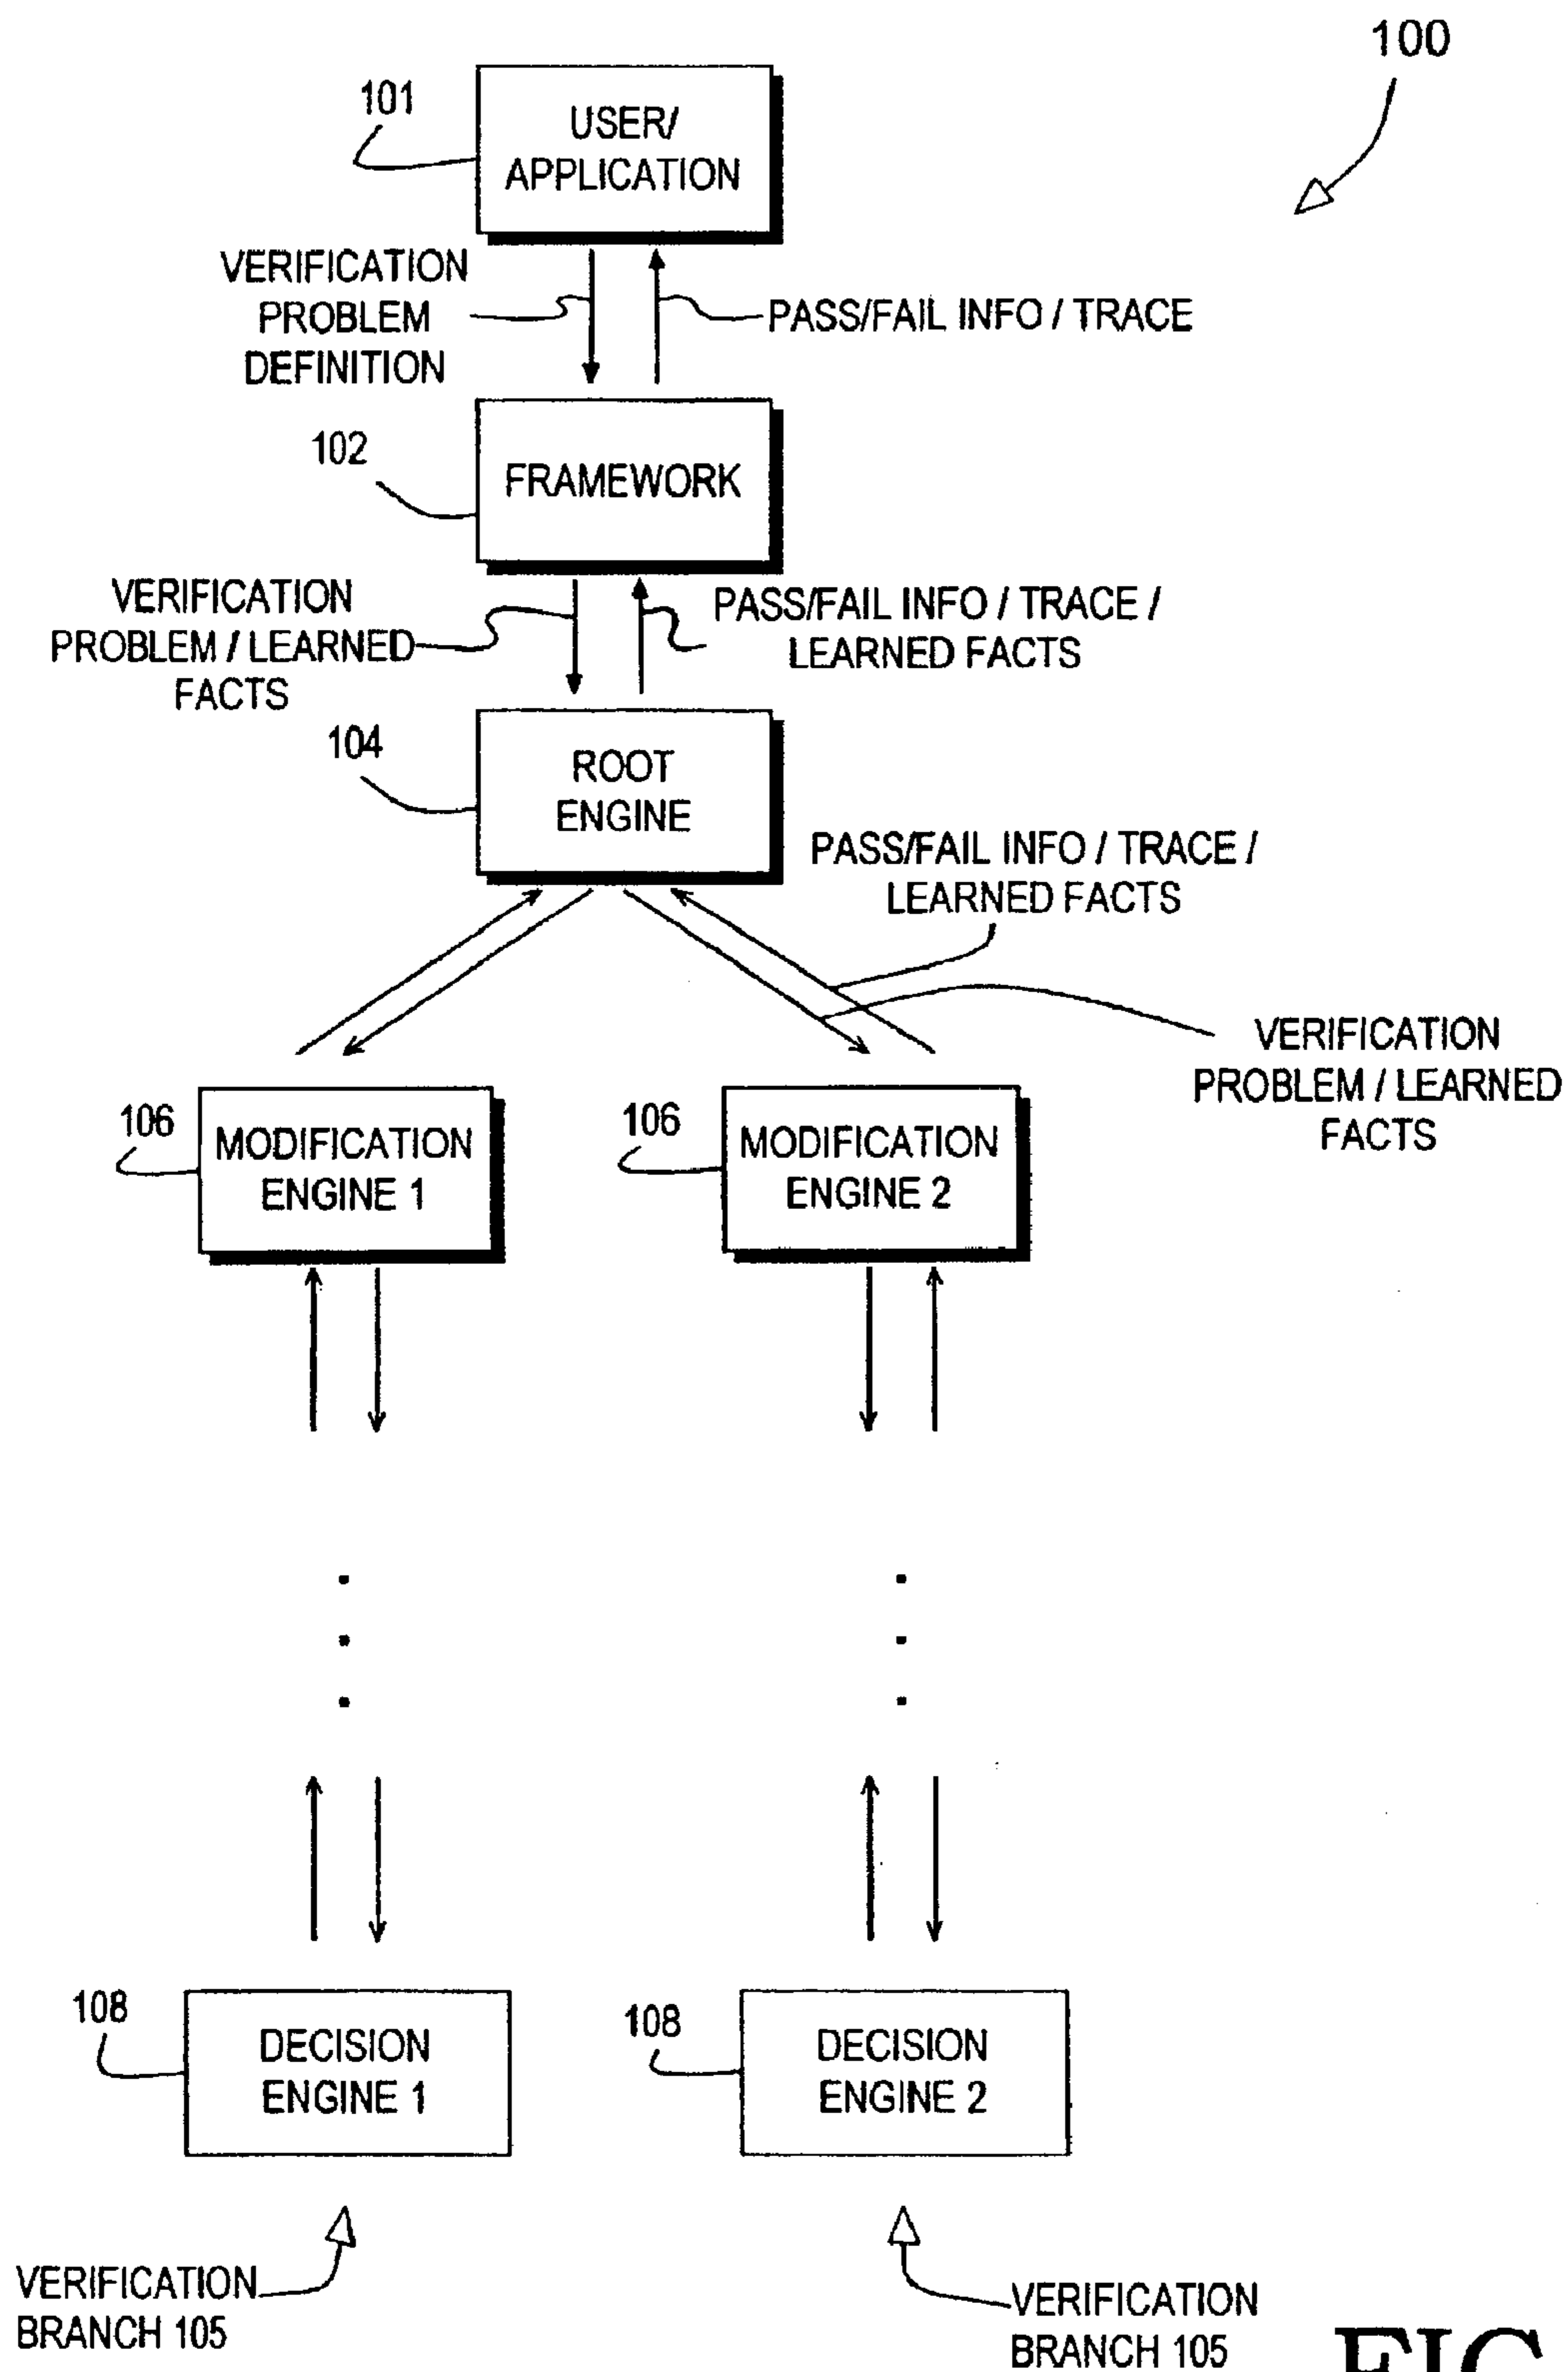 100
101
USER/
APPLICATION
VERIFICATION
PROBLEM
DEFINITION
PASS/FAIL INFO / TRACE
102
FRAMEWORK
VERIFICATION
PROBLEM / LEARNED
FACTS
PASS/FAIL INFO / TRACE /
LEARNED FACTS
104
ROOT
ENGINE
PASS/FAIL INFO / TRACE /
LEARNED FACTS
VERIFICATION
PROBLEM / LEARNED
FACTS
106
MODIFICATION
ENGINE 1
106
MODIFICATION
ENGINE 2
108
DECISION
ENGINE 1
108
DECISION
ENGINE 2
VERIFICATION
BRANCH 105
VERIFICATION
BRANCH 105